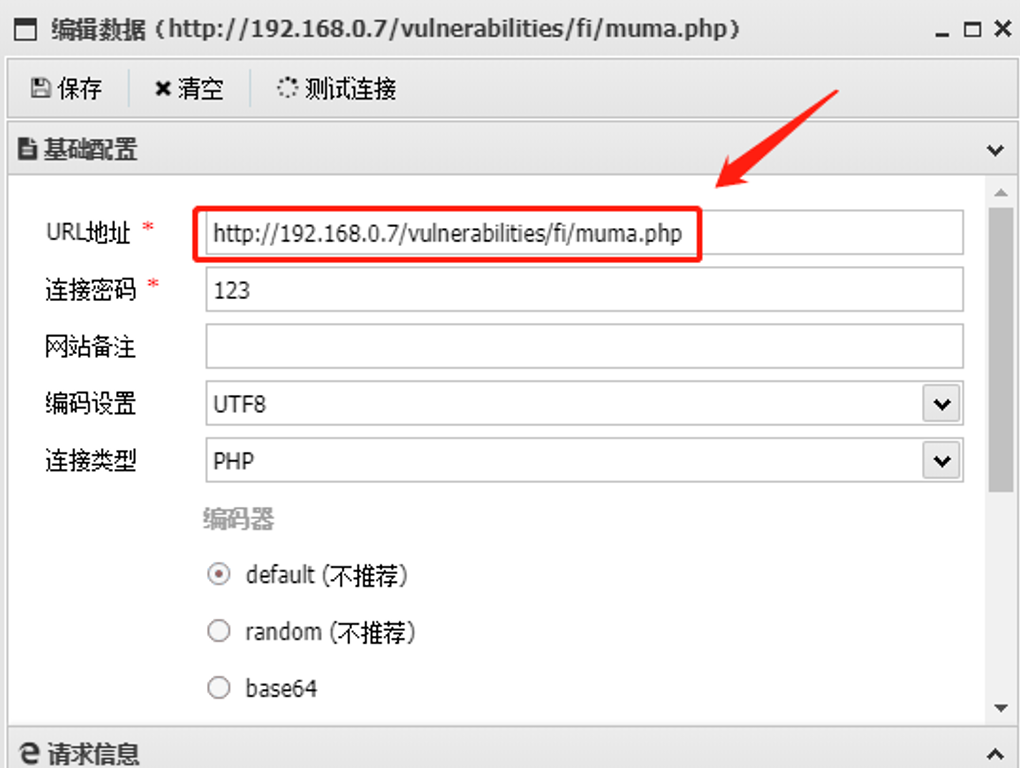 编辑数据 (http://192.168.0.7/vulnerabilities/fi/muma.php)
保存 清空 测试连接
基础配置
URL地址 * http://192.168.0.7/vulnerabilities/fi/muma.php
连接密码 * 123
网站备注
编码设置 UTF8
连接类型 PHP
编码器
default (不推荐)
random (不推荐)
base64
请求信息